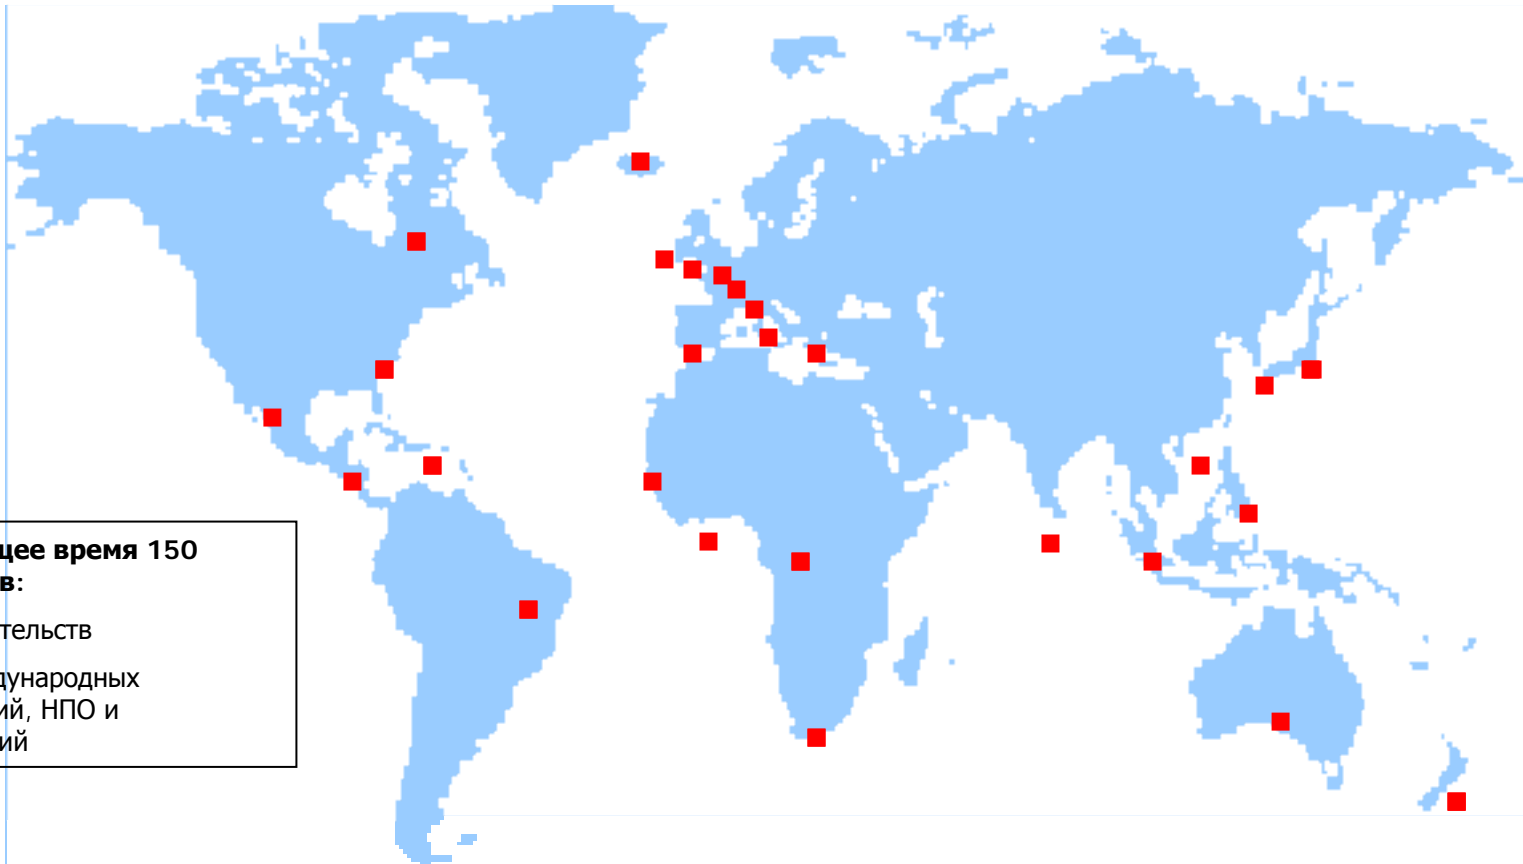 щее время 150
в:
тельств
дународных
ий, НПО и
ий